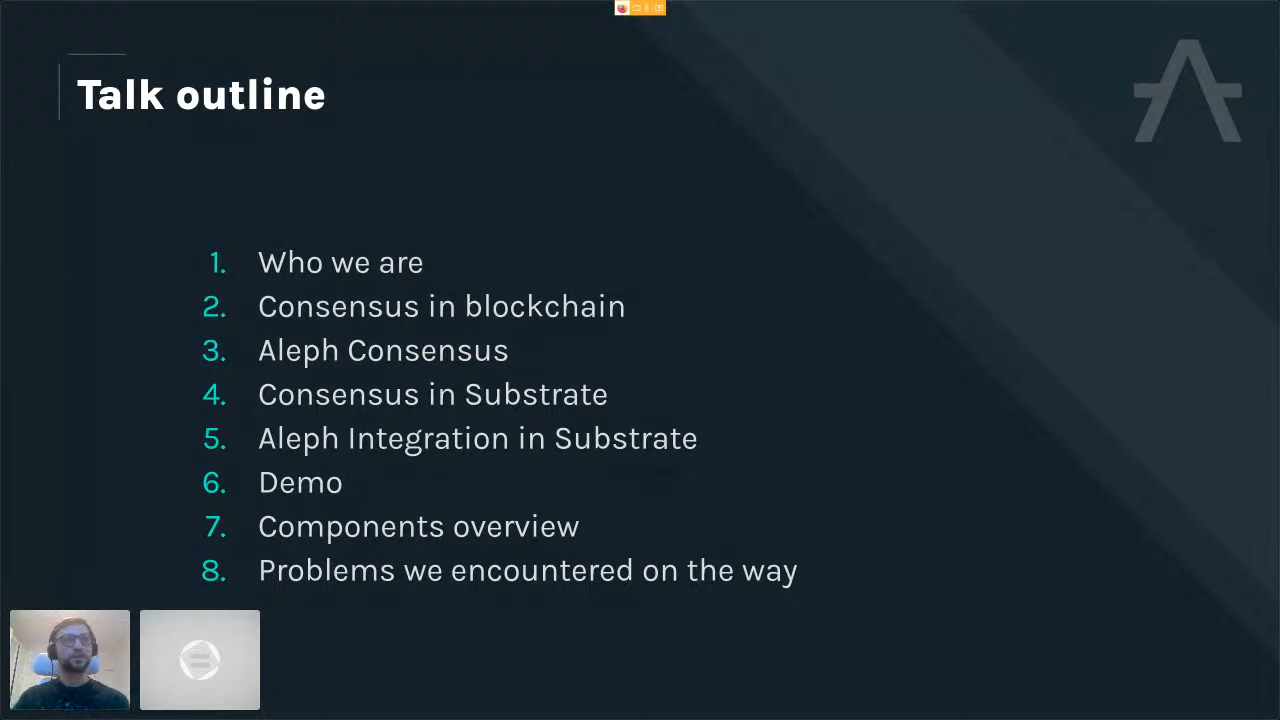 Talk outline
1. Who we are
2. Consensus in blockchain
3. Aleph Consensus
4. Consensus in Substrate
5. Aleph Integration in Substrate
6. Demo
7. Components overview
8. Problems we encountered on the way